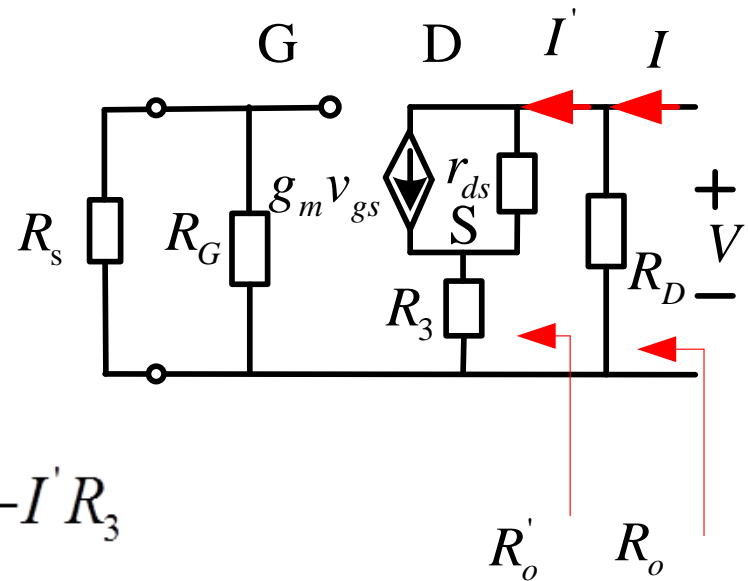 G D I' I
g_m v_gs r_ds
R_s R_G S + V −
R_3 R_D
-I'R_3
R_o' R_o